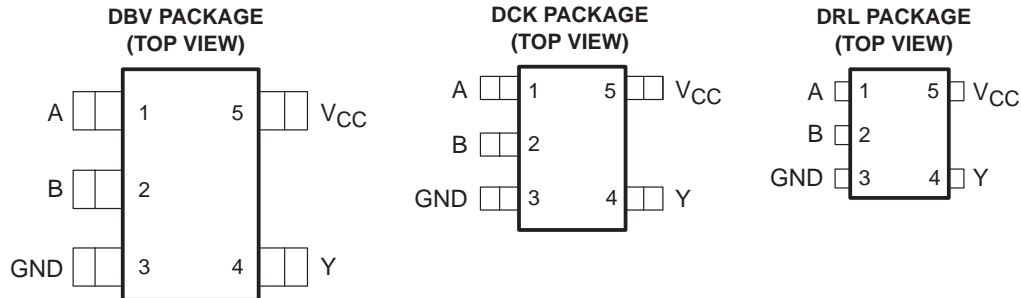 DBV PACKAGE
(TOP VIEW)
A 1 5 VCC
B 2
GND 3 4 Y
DCK PACKAGE
(TOP VIEW)
A 1 5 VCC
B 2
GND 3 4 Y
DRL PACKAGE
(TOP VIEW)
A 1 5 VCC
B 2
GND 3 4 Y